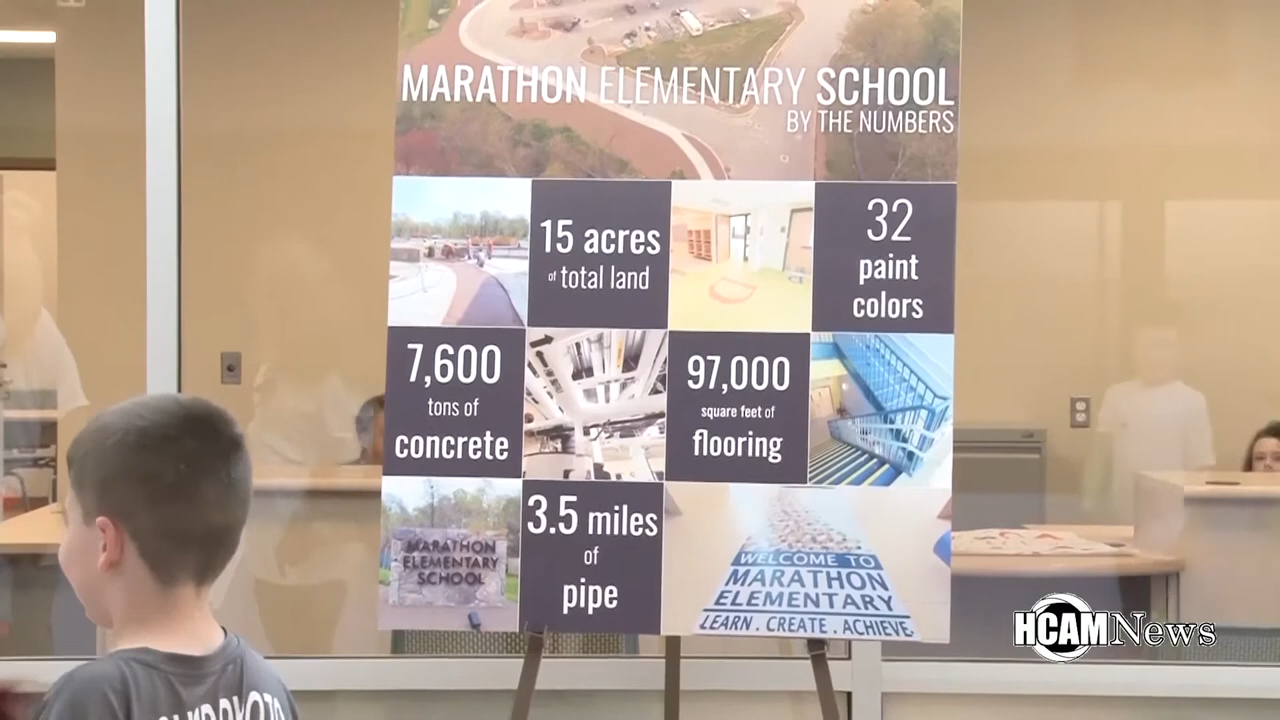 MARATHON ELEMENTARY SCHOOL
BY THE NUMBERS
15 acres
of total land
32
paint
colors
7,600
tons of
concrete
97,000
square feet of
flooring
MARATHON
ELEMENTARY
SCHOOL
3.5 miles
of
pipe
WELCOME TO
MARATHON
ELEMENTARY
LEARN . CREATE . ACHIEVE
HCAM News